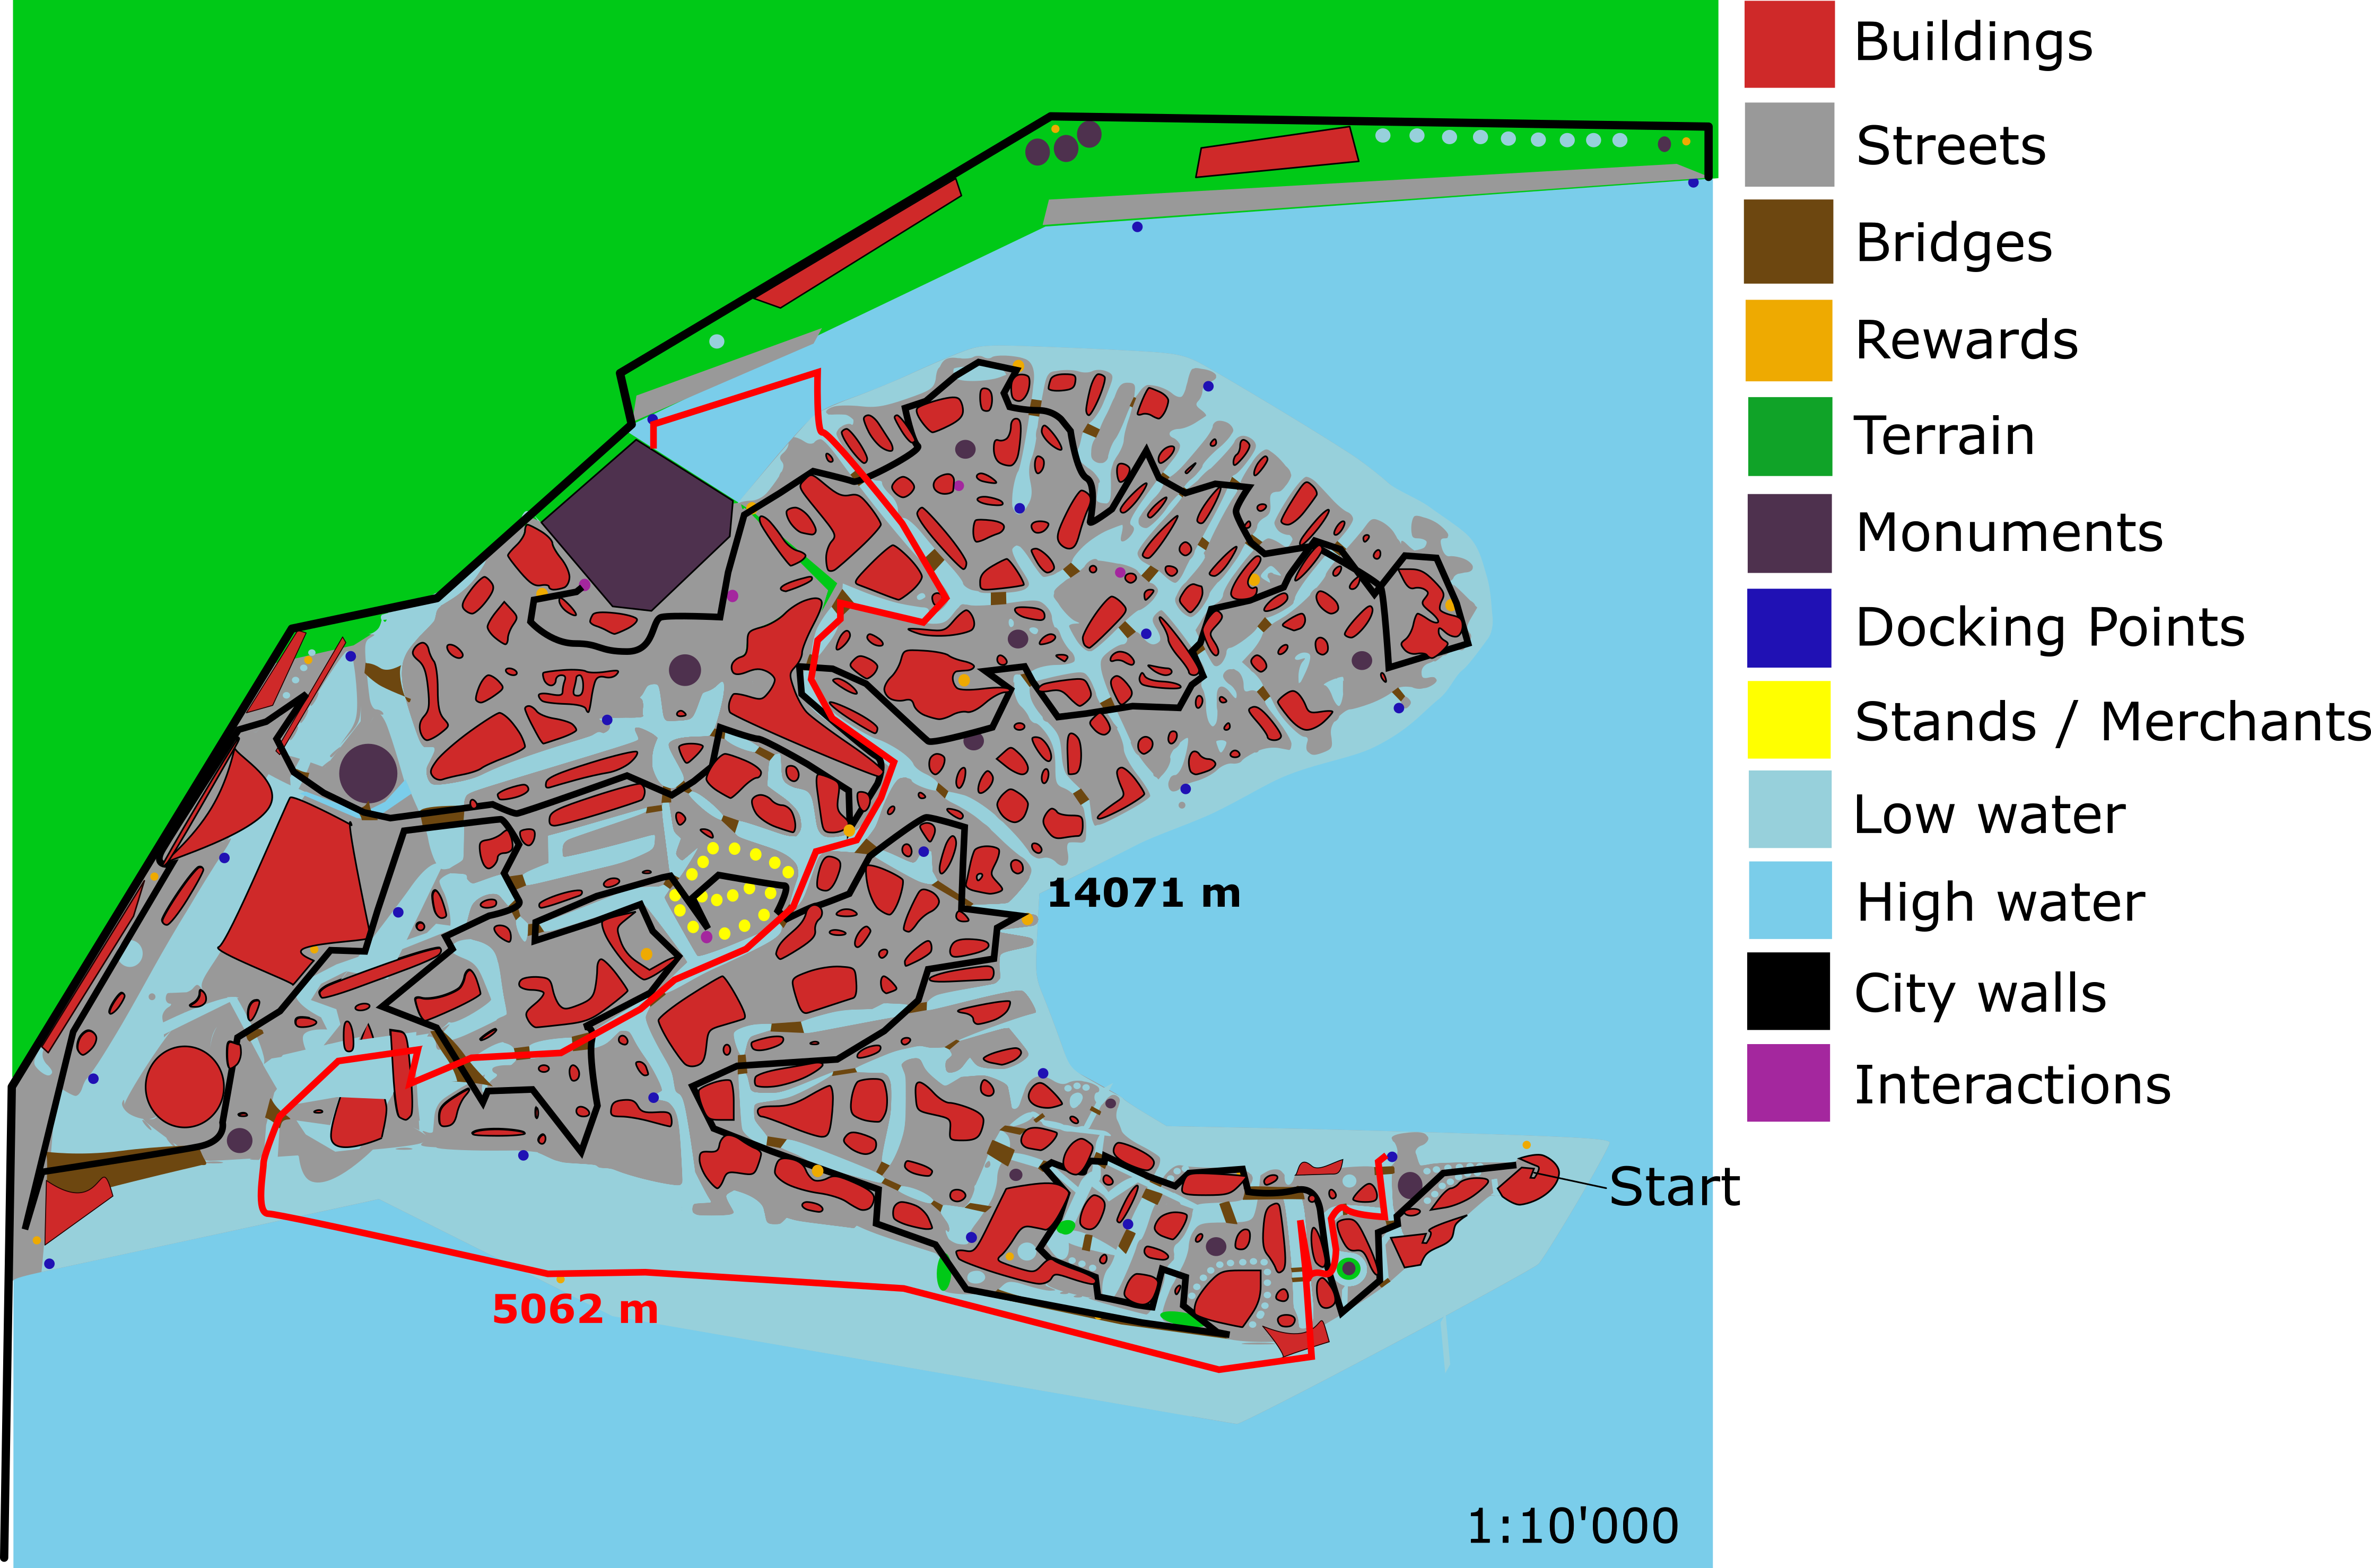 Buildings
Streets
Bridges
Rewards
Terrain
Monuments
Docking Points
Stands / Merchants
Low water
High water
City walls
Interactions
14071 m
Start
5062 m
1:10'000